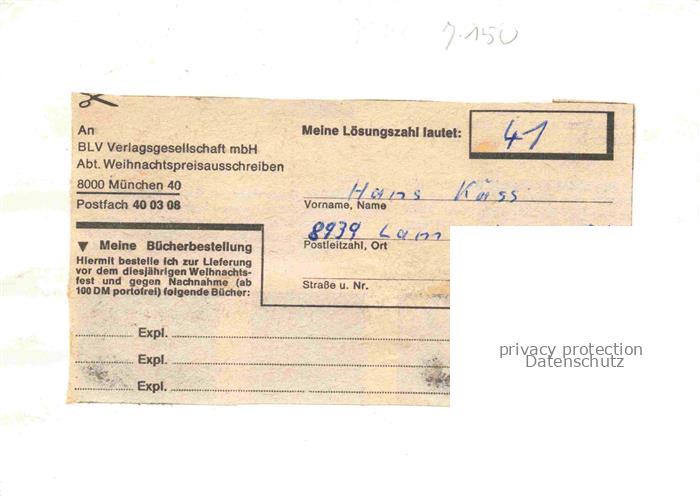 7.150
An
BLV Verlagsgesellschaft mbH
Abt. Weihnachtspreisausschreiben
8000 München 40
Postfach 40 03 08
Meine Lösungszahl lautet: 41
Hans Käss
Vorname, Name
8939 Lam
Postleitzahl, Ort
Straße u. Nr.
▼ Meine Bücherbestellung
Hiermit bestelle ich zur Lieferung
vor dem diesjährigen Weihnachts-
fest und gegen Nachnahme (ab
100 DM portofrei) folgende Bücher:
Expl.
Expl.
Expl.
privacy protection
Datenschutz